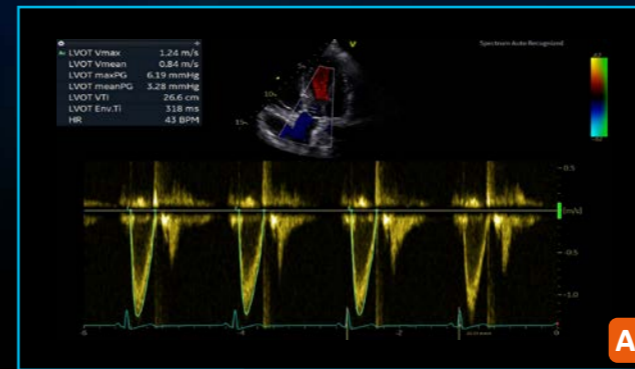 LVOT Vmax 1.24 m/s
LVOT Vmean 0.84 m/s
LVOT maxPG 6.19 mmHg
LVOT meanPG 3.28 mmHg
LVOT VTI 26.6 cm
LVOT Env.Ti 318 ms
HR 43 BPM
V
Spectrum Auto Recognized
10
15
0.5
[m/s]
-0.5
-1.0
-4
-2
0
A